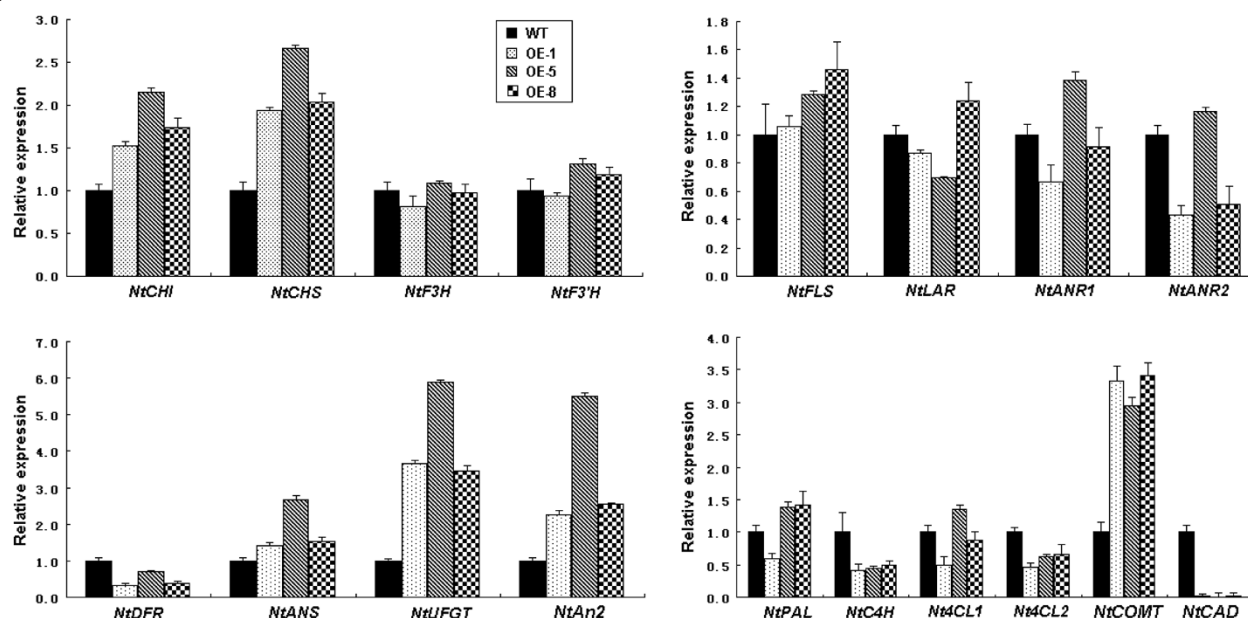 3.0
2.5
2.0
1.5
1.0
0.5
0.0
Relative expression
WT
OE-1
OE-5
OE-8
NtCHI NtCHS NtF3H NtF3'H
1.8
1.6
1.4
1.2
1.0
0.8
0.6
0.4
0.2
0.0
Relative expression
NtFLS NtLAR NtANR1 NtANR2
7.0
6.0
5.0
4.0
3.0
2.0
1.0
0.0
Relative expression
NtDFR NtANS NtUFGT NtAn2
4.0
3.5
3.0
2.5
2.0
1.5
1.0
0.5
0.0
Relative expression
NtPAL NtC4H Nt4CL1 Nt4CL2 NtCOMT NtCAD